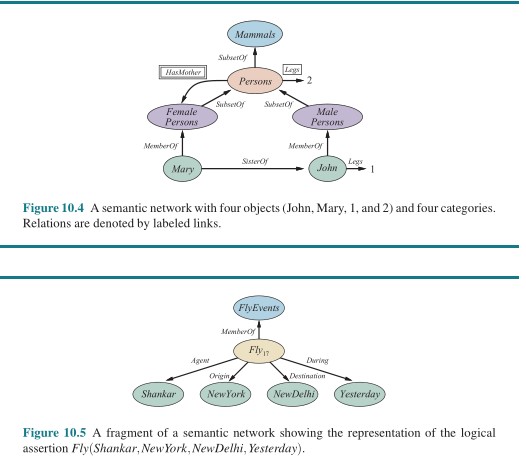 Mammals
SubsetOf
HasMother
Legs
Persons
2
SubsetOf
SubsetOf
Female
Persons
Male
Persons
MemberOf
MemberOf
SisterOf
Legs
Mary
John
1
Figure 10.4 A semantic network with four objects (John, Mary, 1, and 2) and four categories.
Relations are denoted by labeled links.
FlyEvents
MemberOf
Fly17
Agent
During
Origin
Destination
Shankar
NewYork
NewDelhi
Yesterday
Figure 10.5 A fragment of a semantic network showing the representation of the logical
assertion Fly(Shankar,NewYork,NewDelhi,Yesterday).